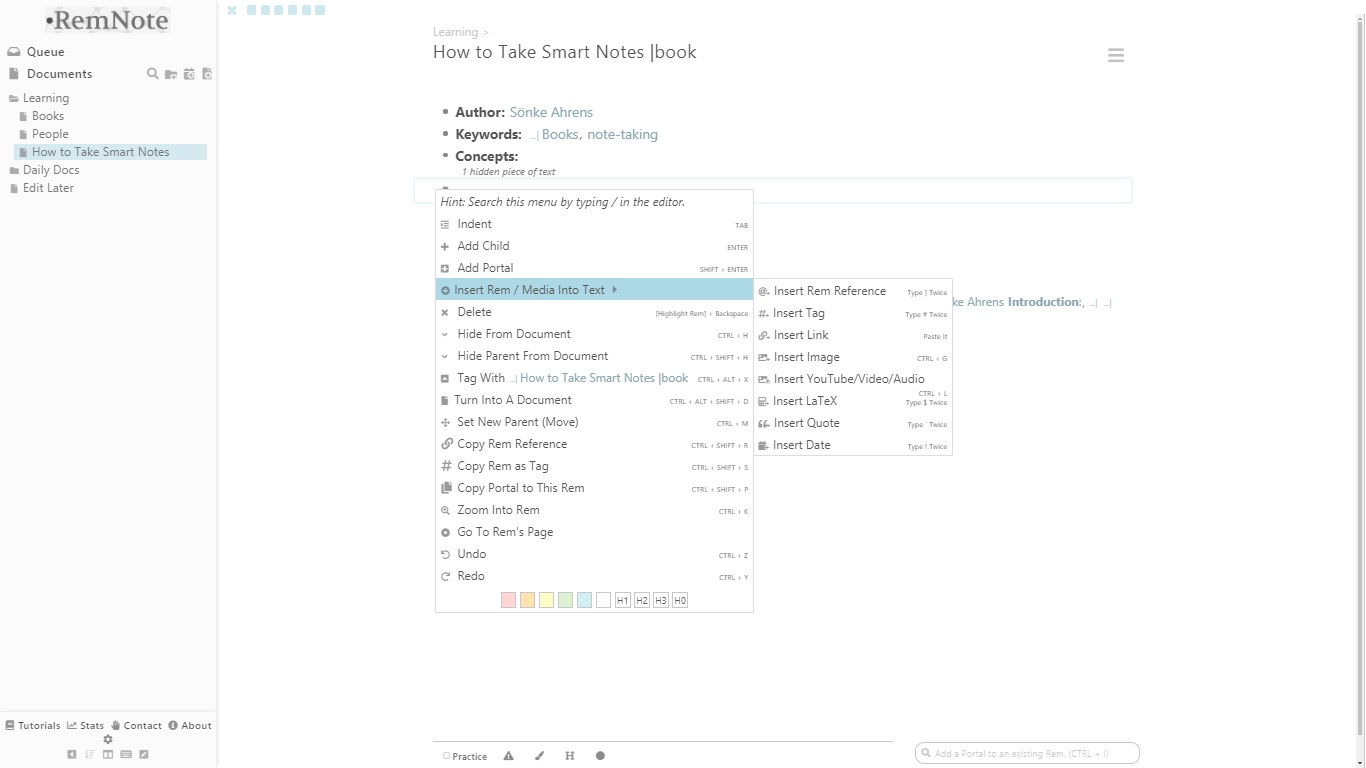 •RemNote
Queue
Documents
Learning
Books
People
How to Take Smart Notes
Daily Docs
Edit Later
Tutorials Stats Contact About
Learning >
How to Take Smart Notes |book
Author: Sönke Ahrens
Keywords: ...| Books, note-taking
Concepts:
1 hidden piece of text
Hint: Search this menu by typing / in the editor.
Indent TAB
Add Child ENTER
Add Portal SHIFT + ENTER
Insert Rem / Media Into Text
Delete [Highlight Rem] + Backspace
Hide From Document CTRL + H
Hide Parent From Document CTRL + SHIFT + H
Tag With ...| How to Take Smart Notes |book CTRL + ALT + X
Turn Into A Document CTRL + ALT + SHIFT + D
Set New Parent (Move) CTRL + M
Copy Rem Reference CTRL + SHIFT + R
Copy Rem as Tag CTRL + SHIFT + S
Copy Portal to This Rem CTRL + SHIFT + P
Zoom Into Rem CTRL + K
Go To Rem's Page
Undo CTRL + Z
Redo CTRL + Y
H1 H2 H3 H0
Insert Rem Reference Type [ Twice
Insert Tag Type # Twice
Insert Link Paste It
Insert Image CTRL + G
Insert YouTube/Video/Audio
CTRL + L
Insert LaTeX Type $ Twice
Insert Quote Type ` Twice
Insert Date Type ! Twice
ke Ahrens Introduction:, ...| ...|
Practice H
Add a Portal to an existing Rem. (CTRL + I)